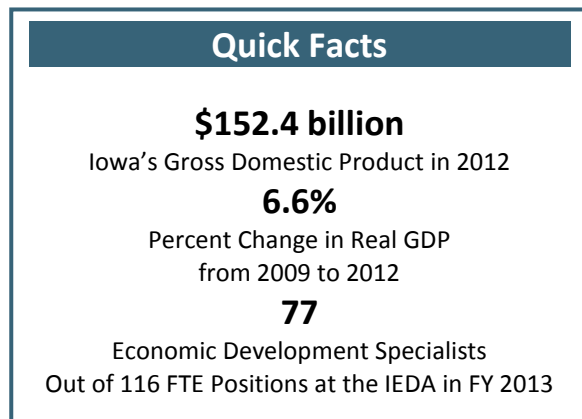 Quick Facts
$152.4 billion
Iowa’s Gross Domestic Product in 2012
6.6%
Percent Change in Real GDP
from 2009 to 2012
77
Economic Development Specialists
Out of 116 FTE Positions at the IEDA in FY 2013